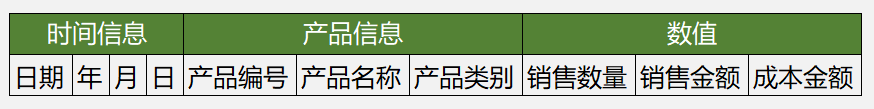 时间信息 产品信息 数值
日期 年 月 日 产品编号 产品名称 产品类别 销售数量 销售金额 成本金额